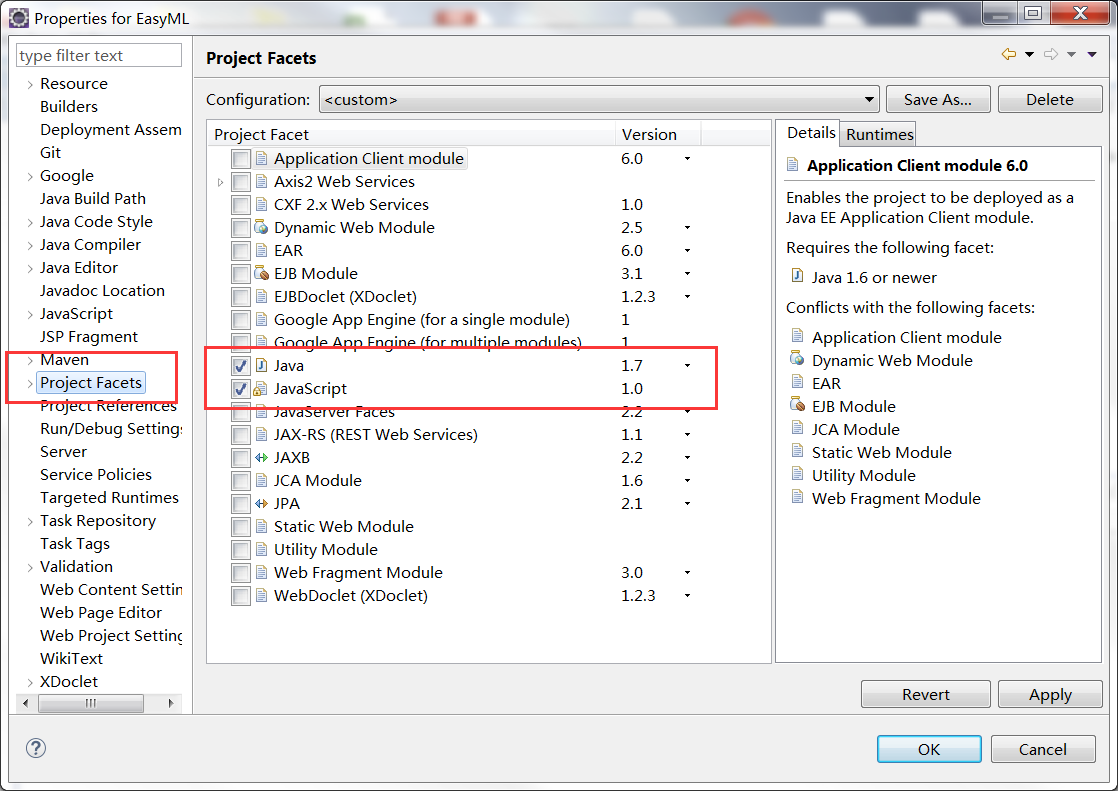 Properties for EasyML
type filter text
Resource
Builders
Deployment Assem
Git
Google
Java Build Path
Java Code Style
Java Compiler
Java Editor
Javadoc Location
JavaScript
JSP Fragment
Maven
Project Facets
Project References
Run/Debug Settings
Server
Service Policies
Targeted Runtimes
Task Repository
Task Tags
Validation
Web Content Settin
Web Page Editor
Web Project Setting
WikiText
XDoclet
Project Facets
Configuration: <custom> Save As... Delete
Project Facet Version
Application Client module 6.0
Axis2 Web Services
CXF 2.x Web Services 1.0
Dynamic Web Module 2.5
EAR 6.0
EJB Module 3.1
EJBDoclet (XDoclet) 1.2.3
Google App Engine (for a single module) 1
Google App Engine (for multiple modules) 1
Java 1.7
JavaScript 1.0
JavaServer Faces 2.2
JAX-RS (REST Web Services) 1.1
JAXB 2.2
JCA Module 1.6
JPA 2.1
Static Web Module
Utility Module
Web Fragment Module 3.0
WebDoclet (XDoclet) 1.2.3
Details Runtimes
Application Client module 6.0
Enables the project to be deployed as a
Java EE Application Client module.
Requires the following facet:
Java 1.6 or newer
Conflicts with the following facets:
Application Client module
Dynamic Web Module
EAR
EJB Module
JCA Module
Static Web Module
Utility Module
Web Fragment Module
Revert Apply
OK Cancel